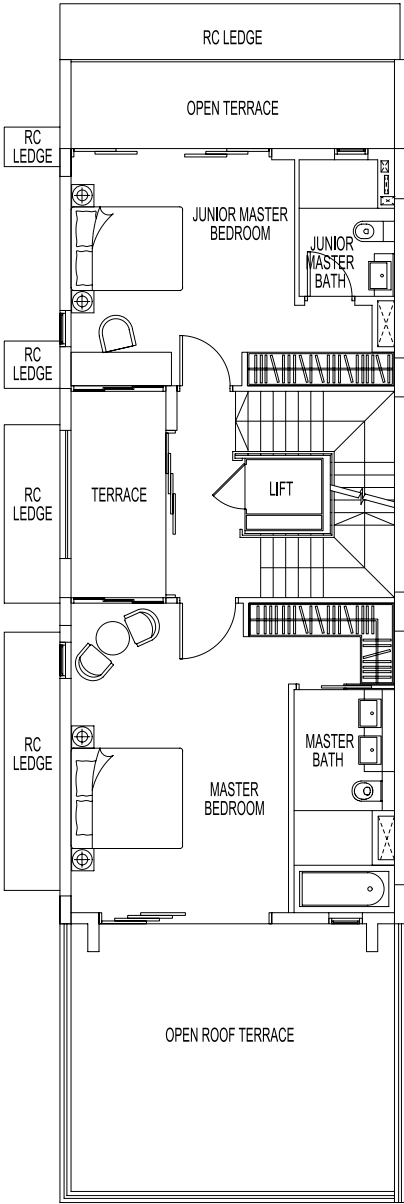 RC LEDGE
OPEN TERRACE
RC
LEDGE
JUNIOR MASTER
BEDROOM
JUNIOR
MASTER
BATH
RC
LEDGE
TERRACE
LIFT
RC
LEDGE
RC
LEDGE
MASTER
BATH
MASTER
BEDROOM
OPEN ROOF TERRACE